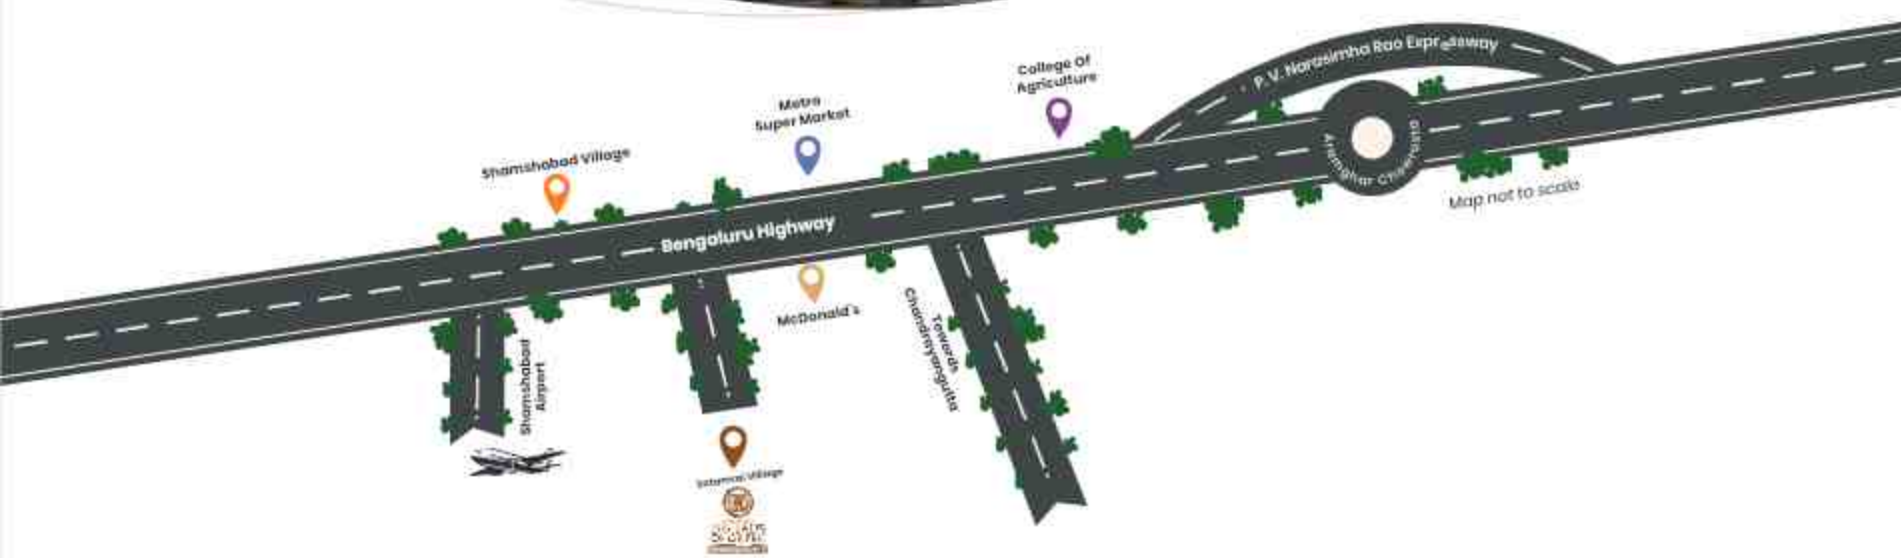 P. V. Narasimha Rao Expressway
College Of
Agriculture
Metro
Super Market
Aramghar Chowrasta
Shamshabad Village
Map not to scale
Bengaluru Highway
McDonald's
Towards
Chandrayangutta
Shamshabad
Airport
Village